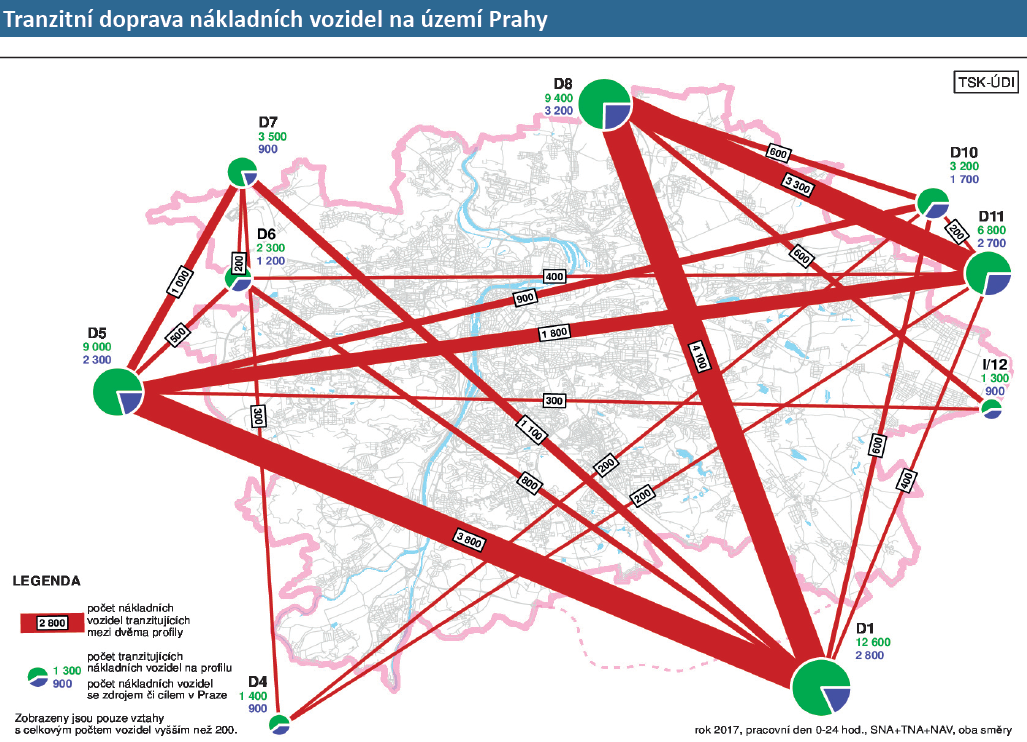 Tranzitní doprava nákladních vozidel na území Prahy
TSK-ÚDI
D8
9 400
3 200
D7
3 500
900
D10
3 200
1 700
D11
6 800
2 700
D6
2 300
1 200
D5
9 000
2 300
I/12
1 300
900
D1
12 600
2 800
D4
1 400
900
600
3 300
200
600
200
1 000
400
900
500
1 800
4 100
300
300
1 100
600
200
400
800
200
3 800
LEGENDA
2 800
počet nákladních
vozidel tranzitujících
mezi dvěma profily
1 300
900
počet tranzitujících
nákladních vozidel na profilu
počet nákladních vozidel
se zdrojem či cílem v Praze
Zobrazeny jsou pouze vztahy
s celkovým počtem vozidel vyšším než 200.
rok 2017, pracovní den 0-24 hod., SNA+TNA+NAV, oba směry